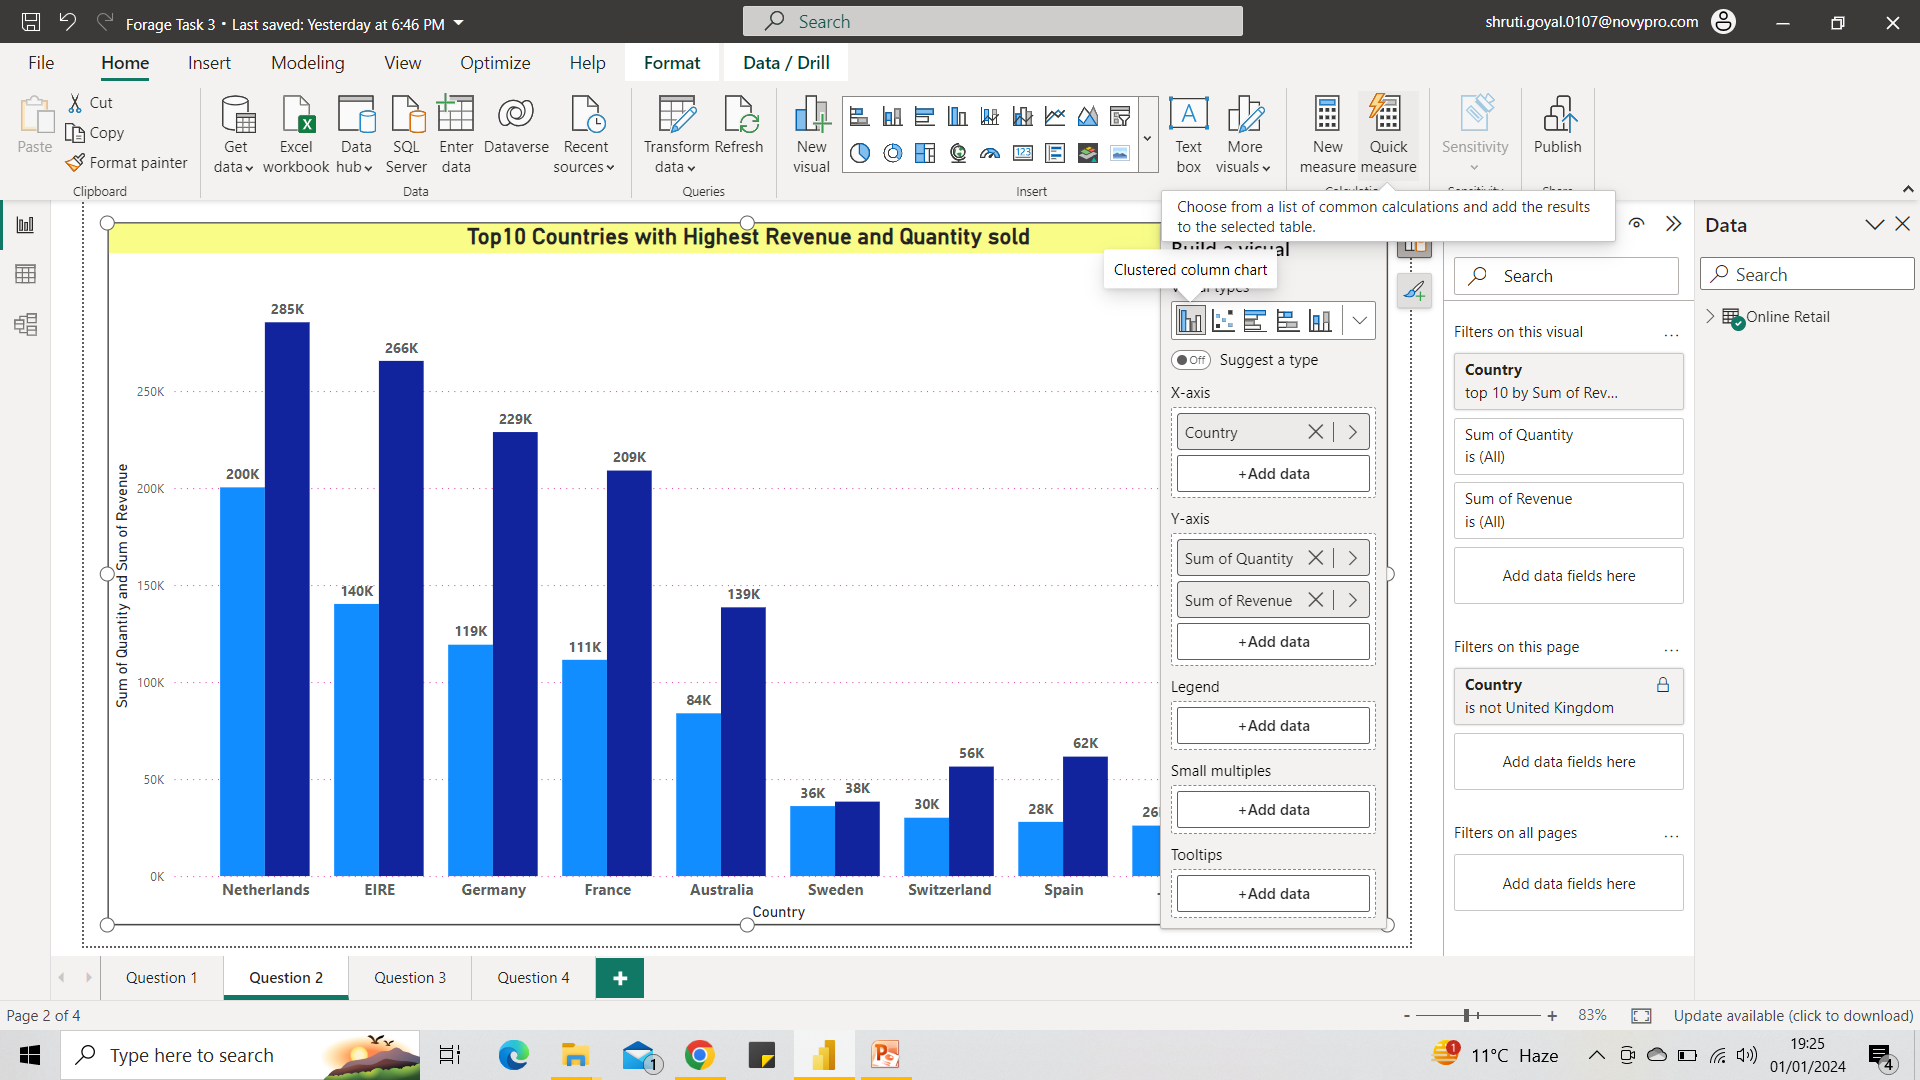 Forage Task 3 • Last saved: Yesterday at 6:46 PM
Search
shruti.goyal.0107@novypro.com
File
Home
Insert
Modeling
View
Optimize
Help
Format
Data / Drill
Paste
Cut
Copy
Format painter
Clipboard
Get data
Excel workbook
Data hub
SQL Server
Enter data
Dataverse
Recent sources
Data
Transform data
Refresh
Queries
New visual
123
Insert
A
Text box
More visuals
New measure
Quick measure
Sensitivity
Publish
Choose from a list of common calculations and add the results
to the selected table.
Top10 Countries with Highest Revenue and Quantity sold
Sum of Quantity and Sum of Revenue
250K
200K
150K
100K
50K
0K
200K
285K
140K
266K
119K
229K
111K
209K
84K
139K
36K
38K
30K
56K
28K
62K
Netherlands
EIRE
Germany
France
Australia
Sweden
Switzerland
Spain
Country
Build a visual
Clustered column chart
Off
Suggest a type
X-axis
Country
+Add data
Y-axis
Sum of Quantity
Sum of Revenue
+Add data
Legend
+Add data
Small multiples
+Add data
Tooltips
+Add data
Search
Filters on this visual
...
Country
top 10 by Sum of Rev...
Sum of Quantity
is (All)
Sum of Revenue
is (All)
Add data fields here
Filters on this page
...
Country
is not United Kingdom
Add data fields here
Filters on all pages
...
Add data fields here
Data
Search
Online Retail
Question 1
Question 2
Question 3
Question 4
+
Page 2 of 4
- + 83%
Update available (click to download)
Type here to search
1
1
11°C Haze
19:25
01/01/2024
4